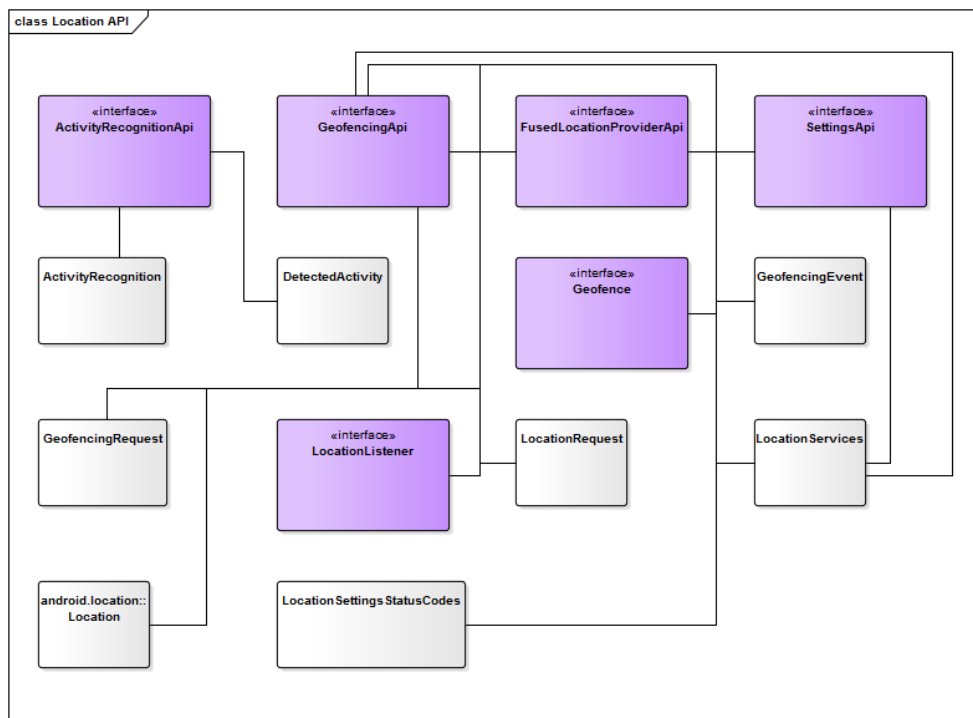 class Location API
«interface»
ActivityRecognitionApi
«interface»
GeofencingApi
«interface»
FusedLocationProviderApi
«interface»
SettingsApi
ActivityRecognition
DetectedActivity
«interface»
Geofence
GeofencingEvent
GeofencingRequest
«interface»
LocationListener
LocationRequest
LocationServices
android.location::
Location
LocationSettingsStatusCodes